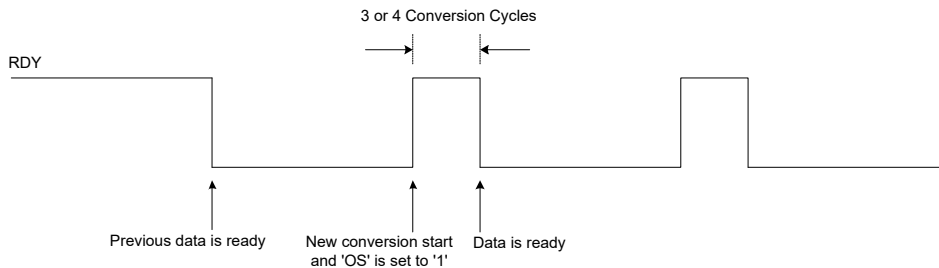 3 or 4 Conversion Cycles
RDY
Previous data is ready
New conversion start
and 'OS' is set to '1'
Data is ready